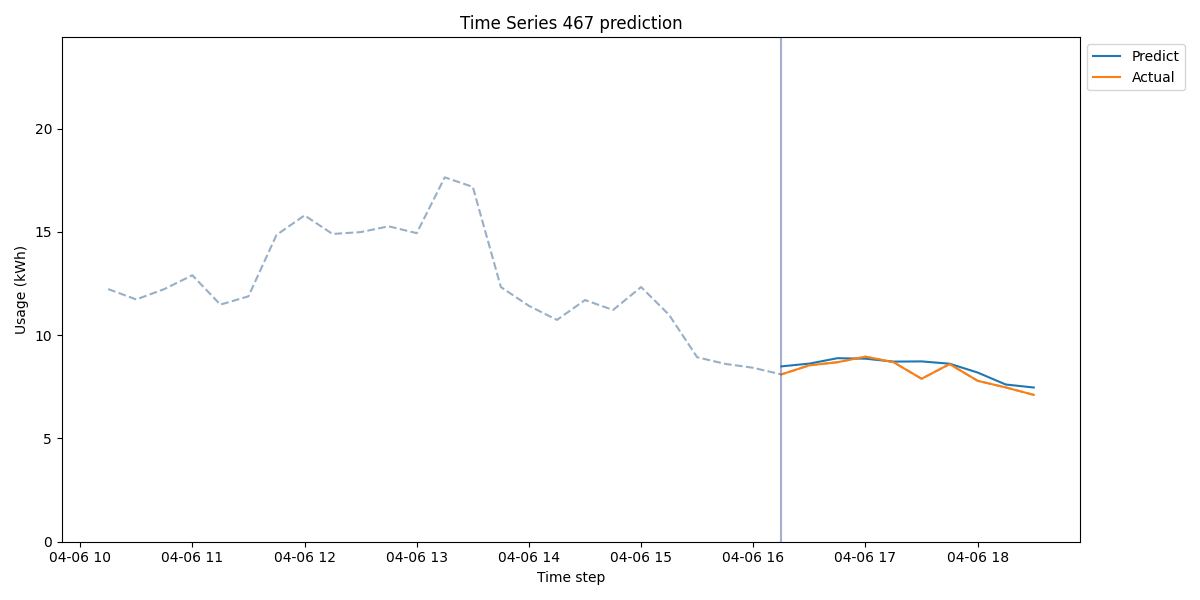 Time Series 467 prediction
Predict
Actual
Usage (kWh)
20
15
10
5
0
04-06 10 04-06 11 04-06 12 04-06 13 04-06 14 04-06 15 04-06 16 04-06 17 04-06 18
Time step